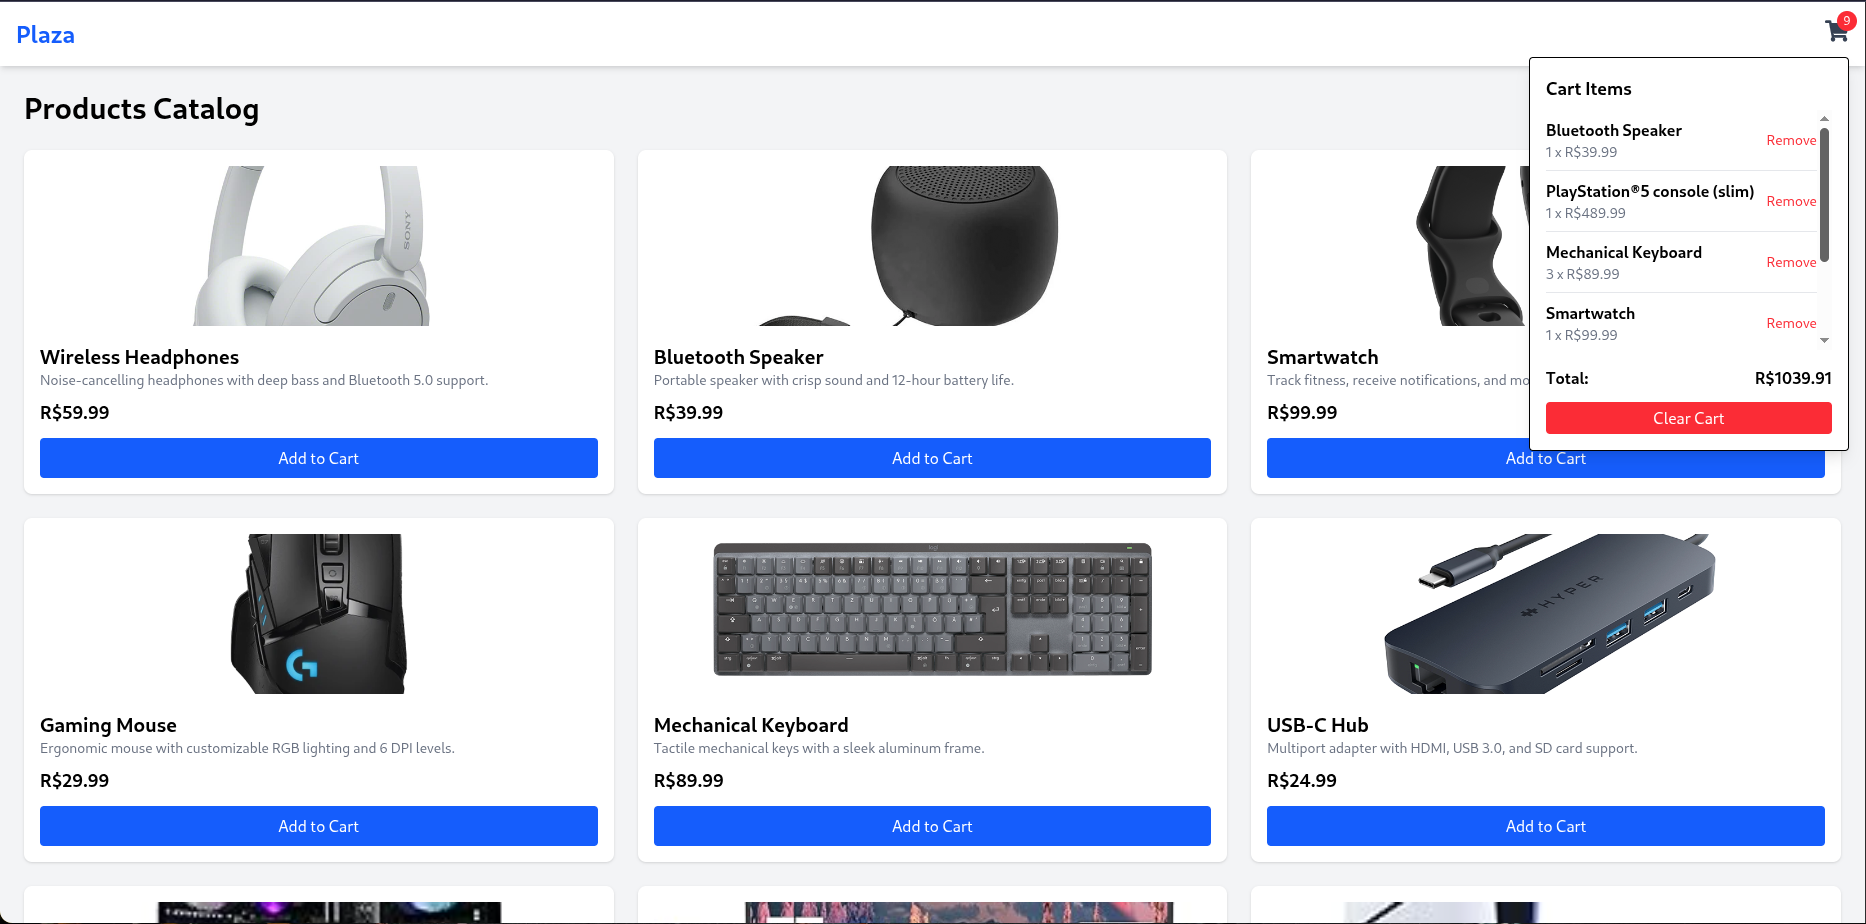 Plaza
9
Products Catalog
Cart Items
Bluetooth Speaker
1 x R$39.99
Remove
PlayStation®5 console (slim)
1 x R$489.99
Remove
Mechanical Keyboard
3 x R$89.99
Remove
Smartwatch
1 x R$99.99
Remove
Total: R$1039.91
Clear Cart
SONY
Wireless Headphones
Noise-cancelling headphones with deep bass and Bluetooth 5.0 support.
R$59.99
Add to Cart
Bluetooth Speaker
Portable speaker with crisp sound and 12-hour battery life.
R$39.99
Add to Cart
Smartwatch
Track fitness, receive notifications, and mo
R$99.99
Add to Cart
Gaming Mouse
Ergonomic mouse with customizable RGB lighting and 6 DPI levels.
R$29.99
Add to Cart
Mechanical Keyboard
Tactile mechanical keys with a sleek aluminum frame.
R$89.99
Add to Cart
HYPER
USB-C Hub
Multiport adapter with HDMI, USB 3.0, and SD card support.
R$24.99
Add to Cart